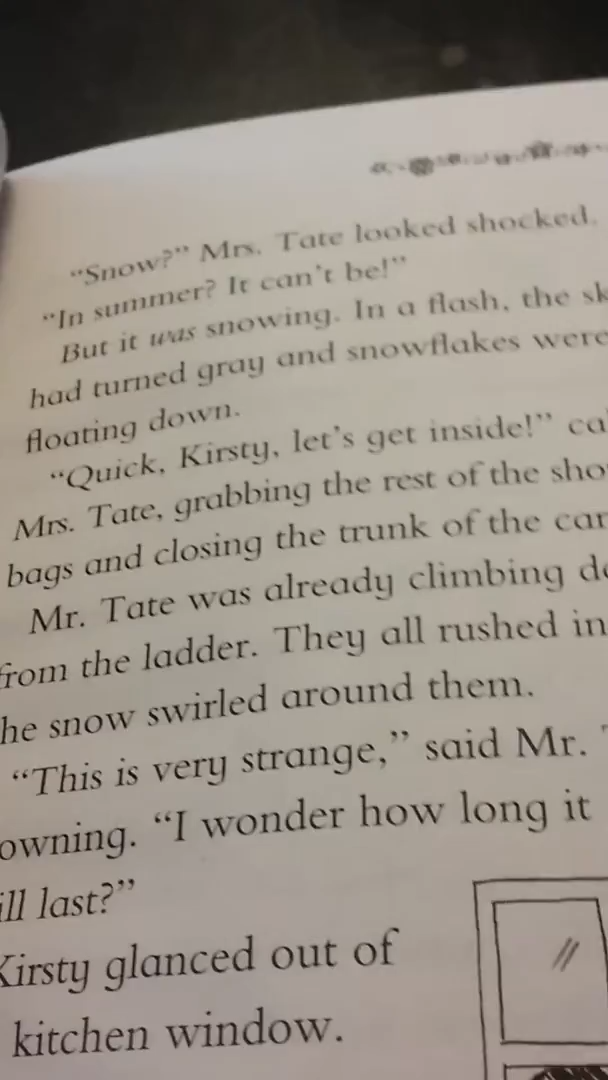 “Snow?” Mrs. Tate looked shocked.
“In summer? It can’t be!”
But it was snowing. In a flash, the
had turned gray and snowflakes were
floating down.
“Quick, Kirsty, let’s get inside!”
Mrs. Tate, grabbing the rest of the
bags and closing the trunk of the car
Mr. Tate was already climbing
from the ladder. They all rushed in
he snow swirled around them.
“This is very strange,” said Mr.
owning. “I wonder how long it
ill last?”
Kirsty glanced out of
kitchen window.